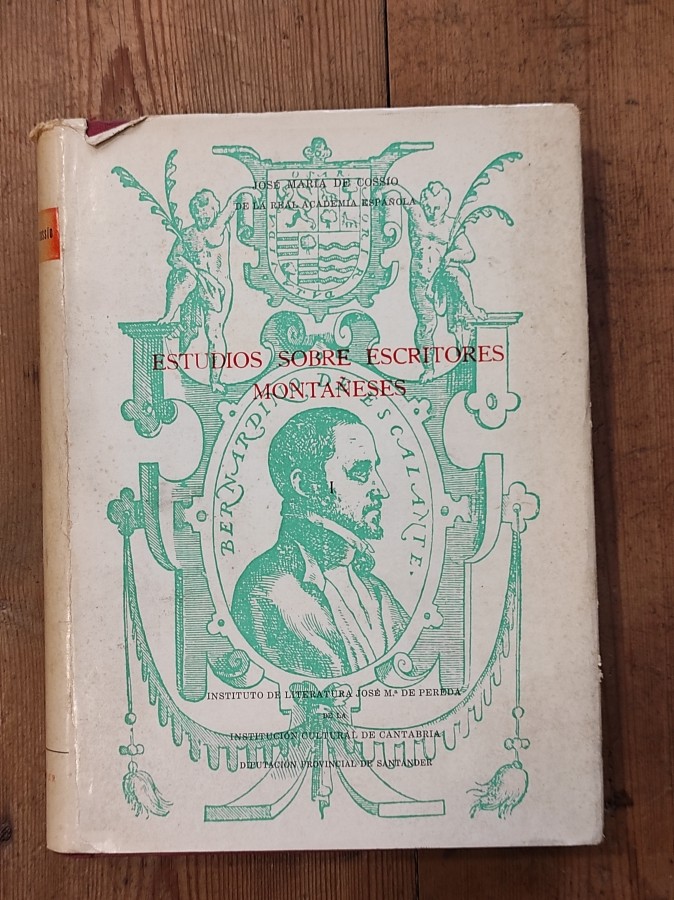 JOSÉ MARÍA DE COSSÍO
DE LA REAL ACADEMIA ESPAÑOLA
ESTUDIOS SOBRE ESCRITORES
MONTAÑESES
BERNARDINO DE ESCALANTE.
I
INSTITUTO DE LITERATURA JOSÉ M.ª DE PEREDA
DE LA
INSTITUCIÓN CULTURAL DE CANTABRIA
DIPUTACIÓN PROVINCIAL DE SANTANDER